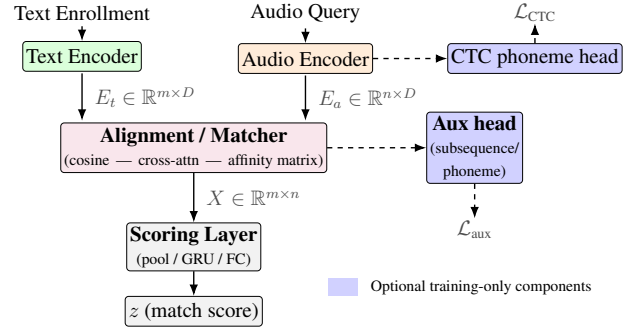 Text Enrollment
Audio Query
Text Encoder
Audio Encoder
CTC phoneme head
ℒ_CTC
E_t ∈ ℝ^{m×D}
E_a ∈ ℝ^{n×D}
Alignment / Matcher
(cosine — cross-attn — affinity matrix)
Aux head
(subsequence/
phoneme)
ℒ_aux
X ∈ ℝ^{m×n}
Scoring Layer
(pool / GRU / FC)
z (match score)
Optional training-only components